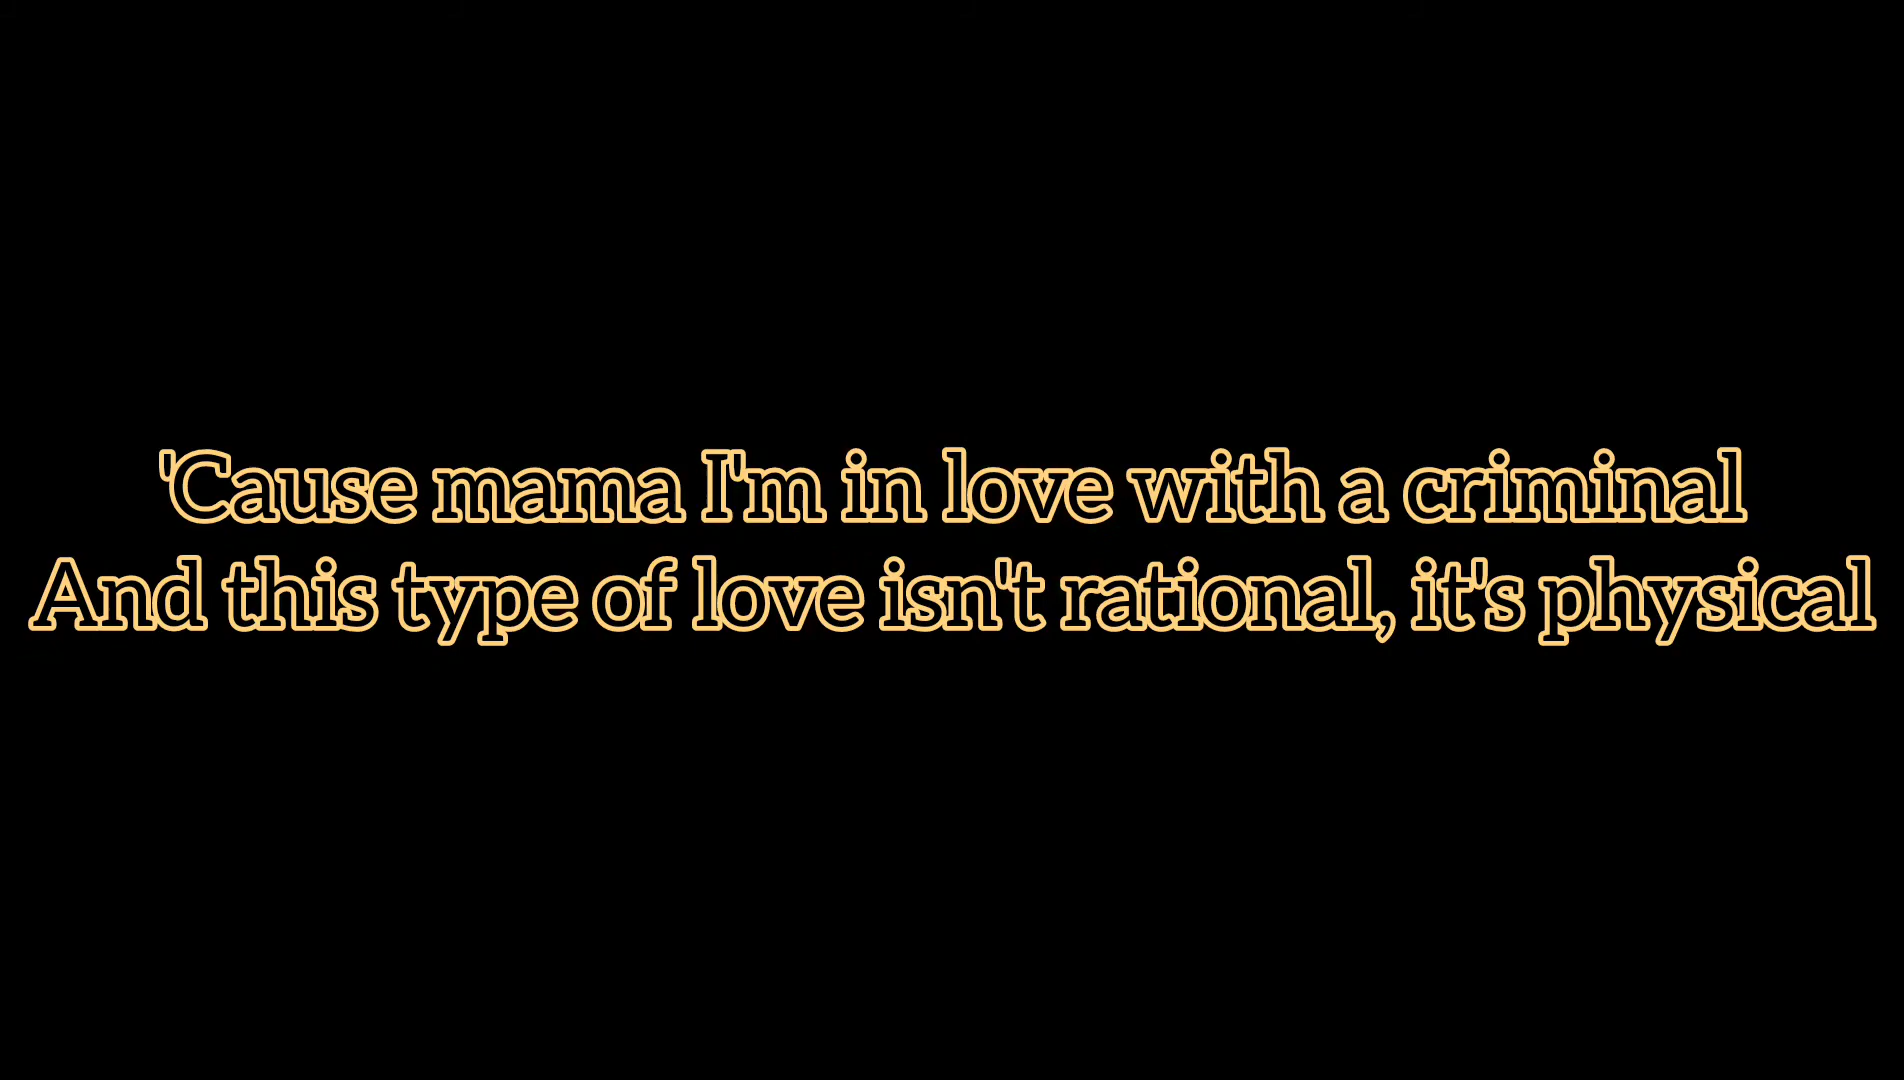 'Cause mama I'm in love with a criminal
And this type of love isn't rational, it's physical